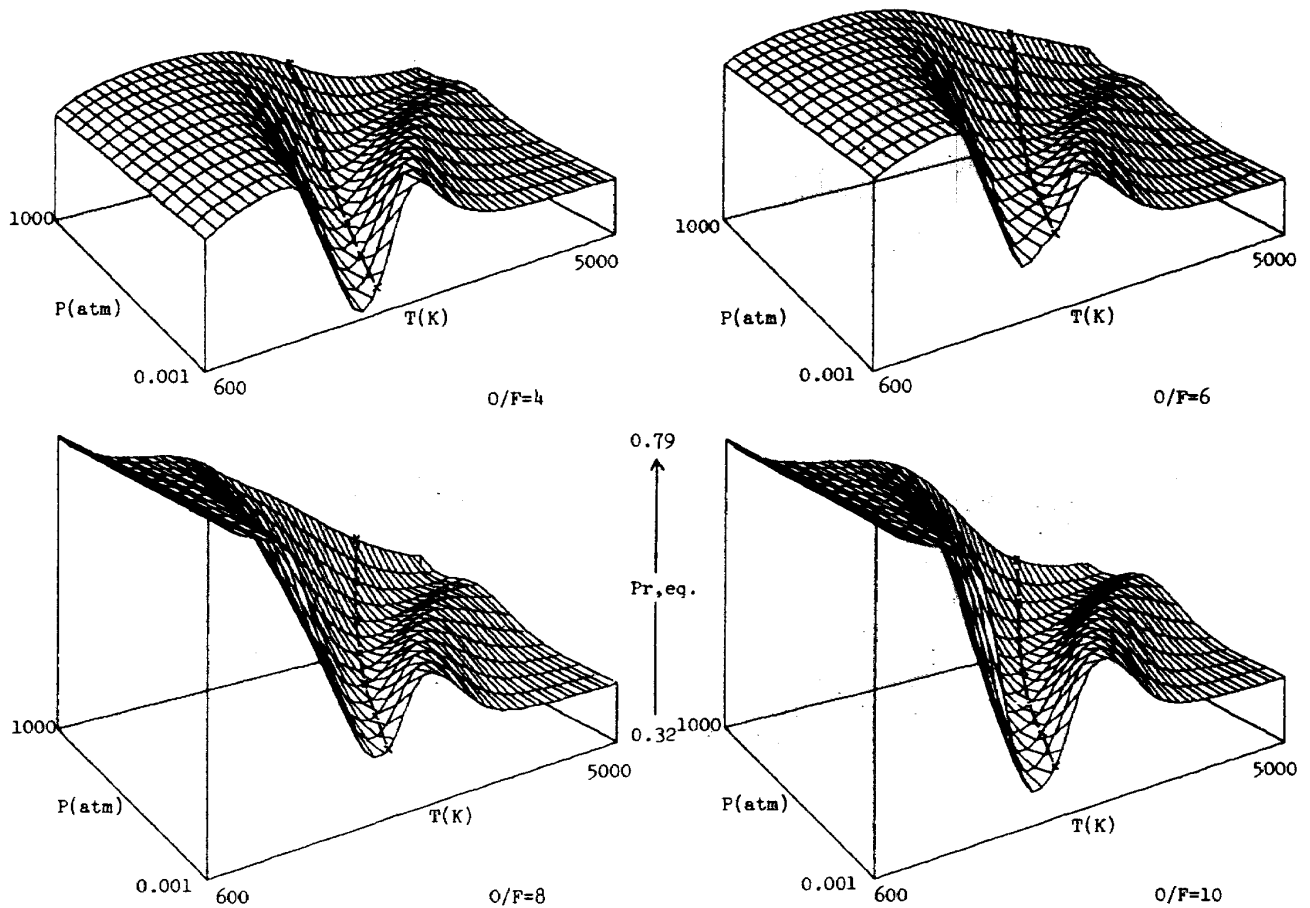 1000
P(atm)
0.001
600
T(K)
5000
O/F=4
1000
P(atm)
0.001
600
T(K)
5000
O/F=6
0.79
Pr,eq.
0.32
1000
P(atm)
0.001
600
T(K)
5000
O/F=8
1000
P(atm)
0.001
600
T(K)
5000
O/F=10